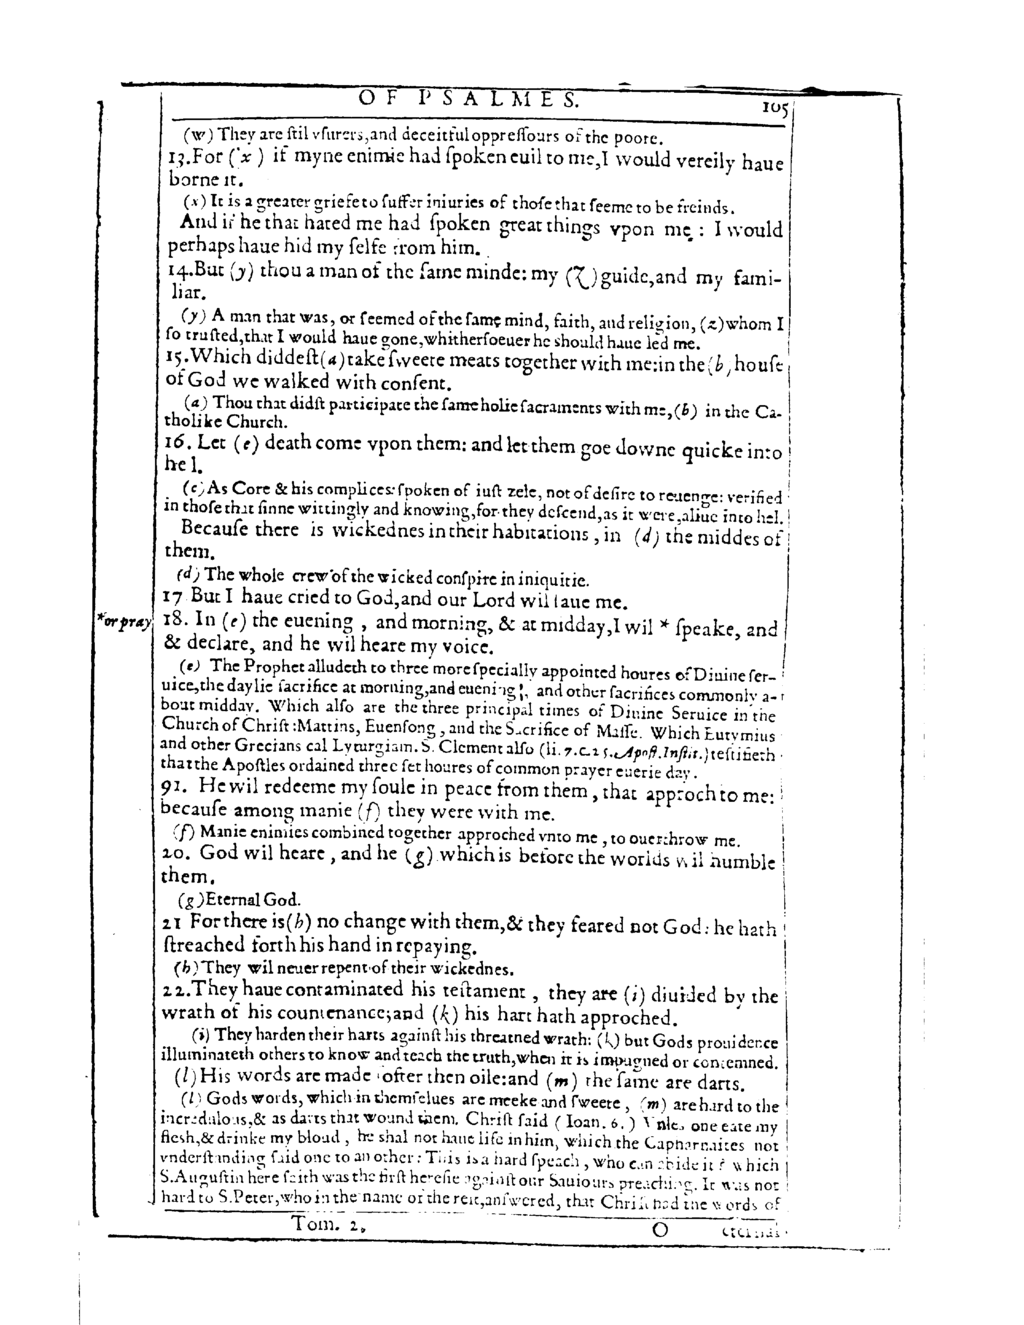 OF PSALMES. 105
(w) They are ſtil vſurers,and deceitful oppreſſours of the poore.
13.For (x) if myne enimie had ſpoken euil to me,I would vereily haue
borne it.
(x) It is a greater griefe to ſuffer iniuries of thoſe that ſeeme to be freinds.
And if he that hated me had ſpoken great things vpon me : I would
perhaps haue hid my ſelfe from him.
14.But (y) thou a man of the ſame minde: my (z) guide,and my fami-
liar.
(y) A man that was, or ſeemed of the ſame mind, faith, and religion, (z)whom I
ſo truſted,that I would haue gone,whitherſoeuer he should haue led me.
15.Which diddeſt(a)take ſweete meats together with me:in the (b) houſe
of God we walked with conſent.
(a) Thou that didſt participate the ſame holie ſacraments with me,(b) in the Ca-
tholike Church.
16. Let (e) death come vpon them: and let them goe downe quicke into
hel.
(c) As Core & his complices: ſpoken of iuſt zele, not of deſire to reuenge: verified
in thoſe that ſinne wittingly and knowing,for they deſcend,as it were,aliue into hel.
Becauſe there is wickednes in their habitations , in (d) the middes of
them.
(d) The whole crew of the wicked conſpire in iniquitie.
17 But I haue cried to God,and our Lord wil ſaue me.
*or pray 18. In (e) the euening , and morning, & at midday,I wil * ſpeake, and
& declare, and he wil heare my voice.
(e) The Prophet alludeth to three more ſpecially appointed houres of Diuine ſer-
uice,the daylie ſacrifice at morning,and euening, and other ſacrifices commonly a-
bout midday. Which alſo are the three principal times of Diuine Seruice in the
Church of Chriſt :Mattins, Euenſong , and the Sacrifice of Maſſe. Which Eutymius
and other Grecians cal Lyturgiam. S. Clement alſo (li. 7.c.25. Apoſt.Inſtit.) teſtifieth
that the Apoſtles ordained three ſet houres of common prayer euerie day.
91. He wil redeeme my ſoule in peace from them , that approch to me:
becauſe among manie (f) they were with me.
(f) Manie enimies combined together approched vnto me , to ouerthrow me.
20. God wil heare , and he (g) which is before the worlds wil humble
them.
(g)Eternal God.
21 For there is(h) no change with them,& they feared not God: he hath
ſtreached forth his hand in repaying.
(h)They wil neuer repent of their wickednes.
22.They haue contaminated his teſtament , they are (i) diuided by the
wrath of his countenance;and (k) his hart hath approched.
(i) They harden their harts againſt his threatned wrath: (k) but Gods prouidence
illuminateth others to know and teach the truth,when it is impugned or contemned.
(l)His words are made ofter then oile:and (m) the ſame are darts.
(l) Gods words, which in themſelues are meeke and ſweete , (m) are hard to the
incredulous,& as darts that wound them. Chriſt ſaid ( Ioan. 6. ) Vnles one eate my
flesh,& drinke my bloud , he shal not haue life in him, which the Capharnaites not
vnderſtanding ſaid one to an other : This is a hard ſpeach , who can abide it ? which
S.Auguſtin here ſaith was the firſt hereſie againſt our Sauiours preaching. It was not
hard to S.Peter,who in the name of the reſt,anſwered, that Chriſt had the words of
Tom. 2. O eternal